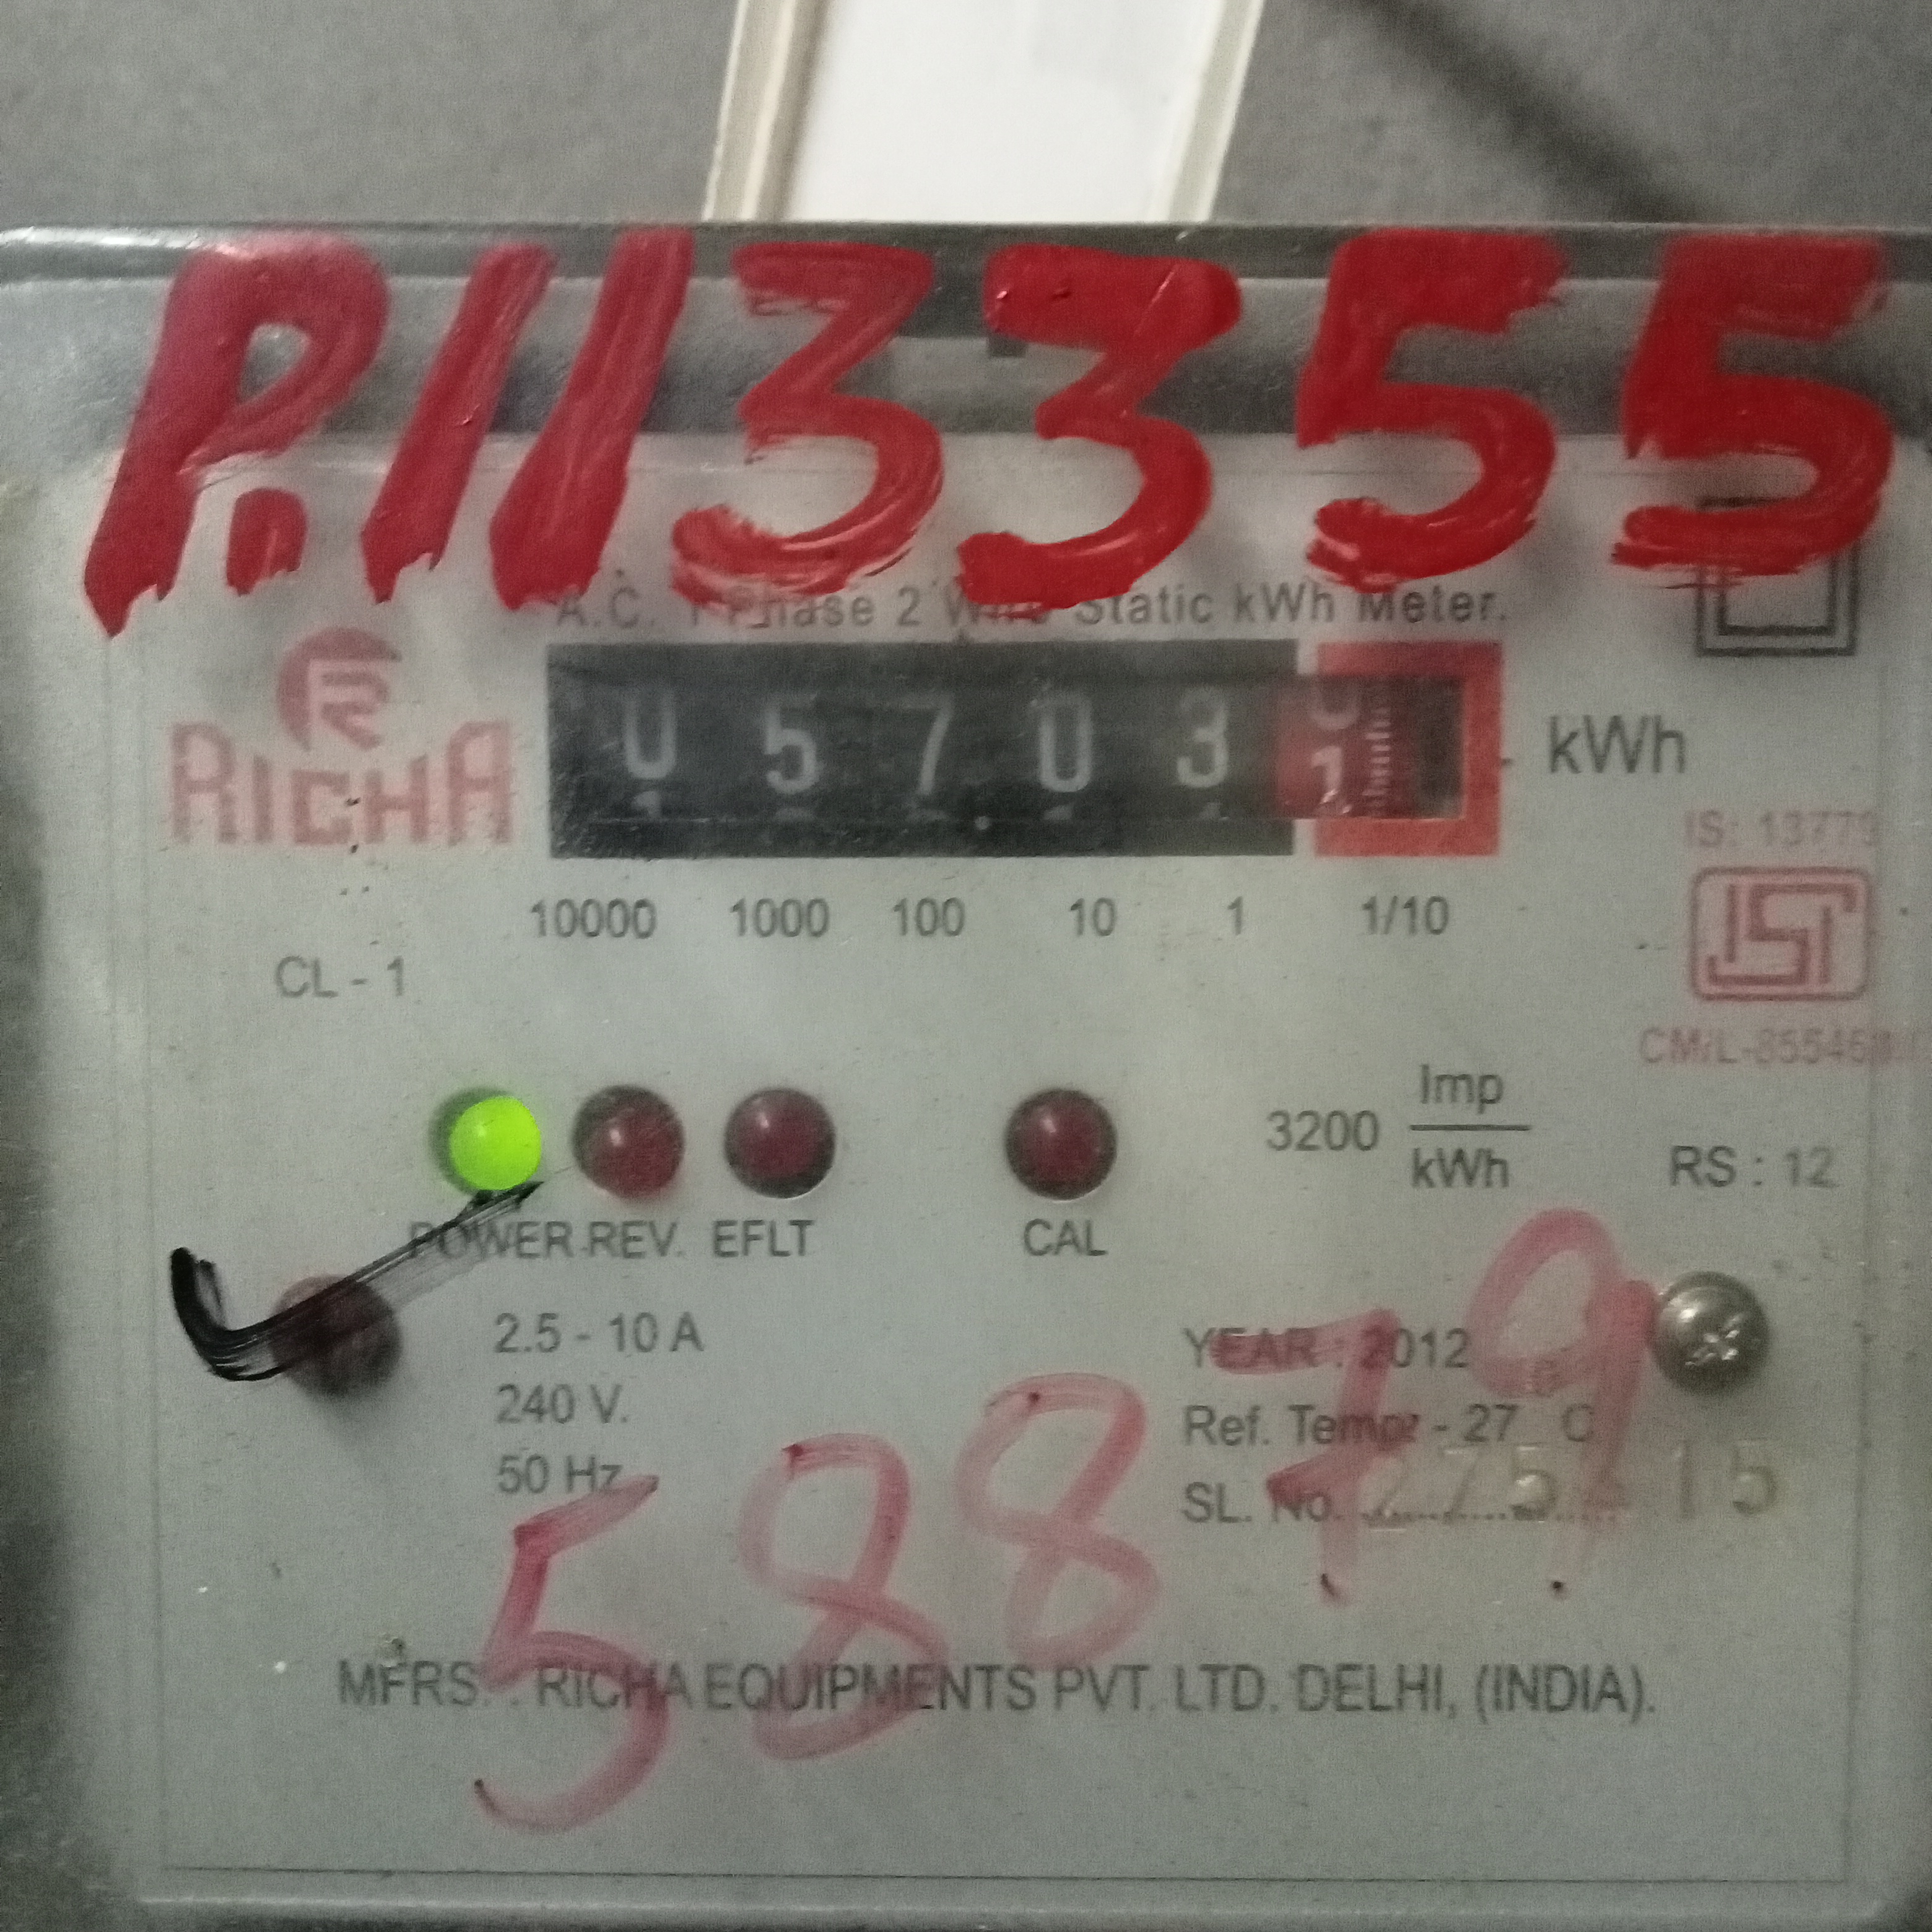 P.113355
A.C. 1 Phase 2 Wire Static kWh Meter.
RICHA
0 5 7 0 3 kWh
10000 1000 100 10 1 1/10
IS: 13779
CL - 1
ISI
3200 Imp/kWh
RS : 12
POWER REV. EFLT CAL
2.5 - 10 A
240 V.
50 Hz
YEAR : 2012
Ref. Temp. - 27 C
SL. No.
58879
MFRS. : RICHA EQUIPMENTS PVT. LTD. DELHI, (INDIA).